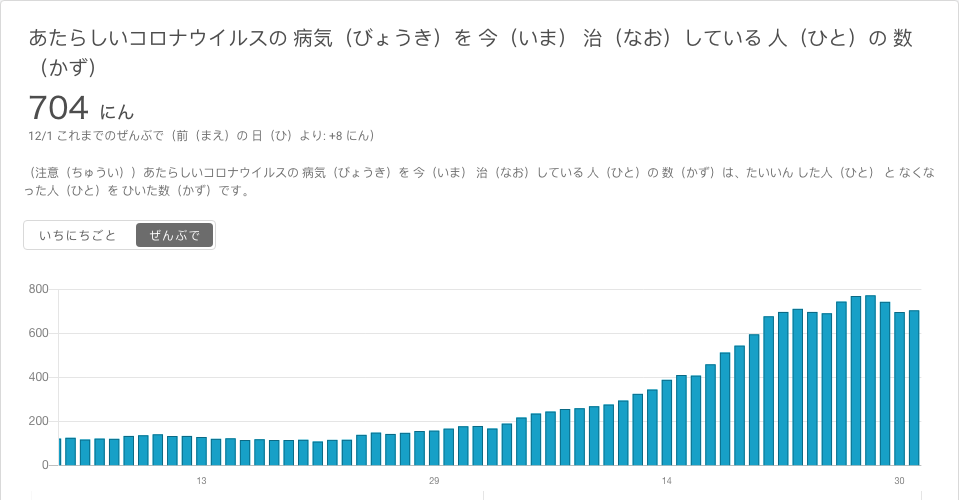 あたらしいコロナウイルスの 病気（びょうき）を 今（いま） 治（なお）している 人（ひと）の 数
（かず）
704 にん
12/1 これまでのぜんぶで（前（まえ）の 日（ひ）より: +8 にん）
（注意（ちゅうい））あたらしいコロナウイルスの 病気（びょうき）を 今（いま） 治（なお）している 人（ひと）の 数（かず）は、たいいん した人（ひと） と なくな
った人（ひと）を ひいた数（かず）です。
いちにちごと ぜんぶで
800
600
400
200
0
13 29 14 30